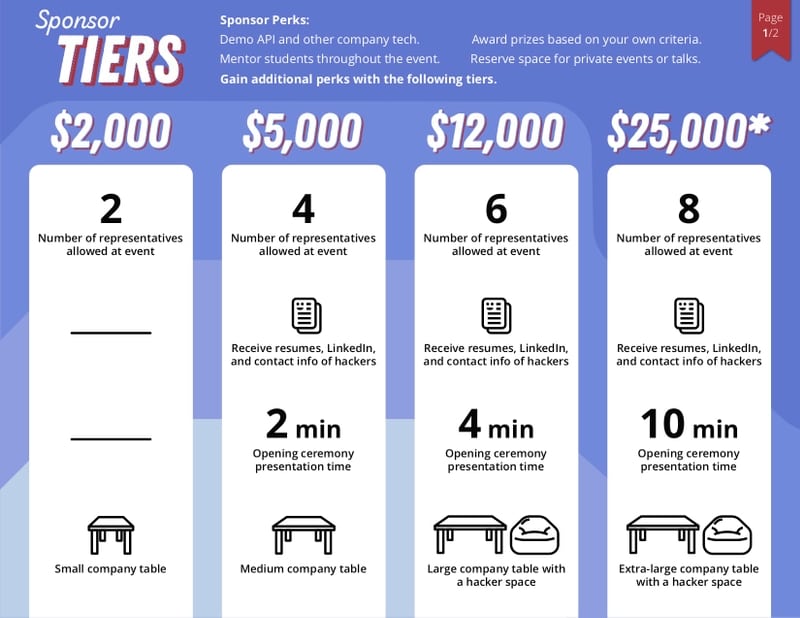 Sponsor
TIERS
Sponsor Perks:
Demo API and other company tech.
Award prizes based on your own criteria.
Mentor students throughout the event.
Reserve space for private events or talks.
Gain additional perks with the following tiers.
Page
1/2
$2,000
2
Number of representatives
allowed at event
Small company table
$5,000
4
Number of representatives
allowed at event
Receive resumes, LinkedIn,
and contact info of hackers
2 min
Opening ceremony
presentation time
Medium company table
$12,000
6
Number of representatives
allowed at event
Receive resumes, LinkedIn,
and contact info of hackers
4 min
Opening ceremony
presentation time
Large company table with
a hacker space
$25,000*
8
Number of representatives
allowed at event
Receive resumes, LinkedIn,
and contact info of hackers
10 min
Opening ceremony
presentation time
Extra-large company table
with a hacker space